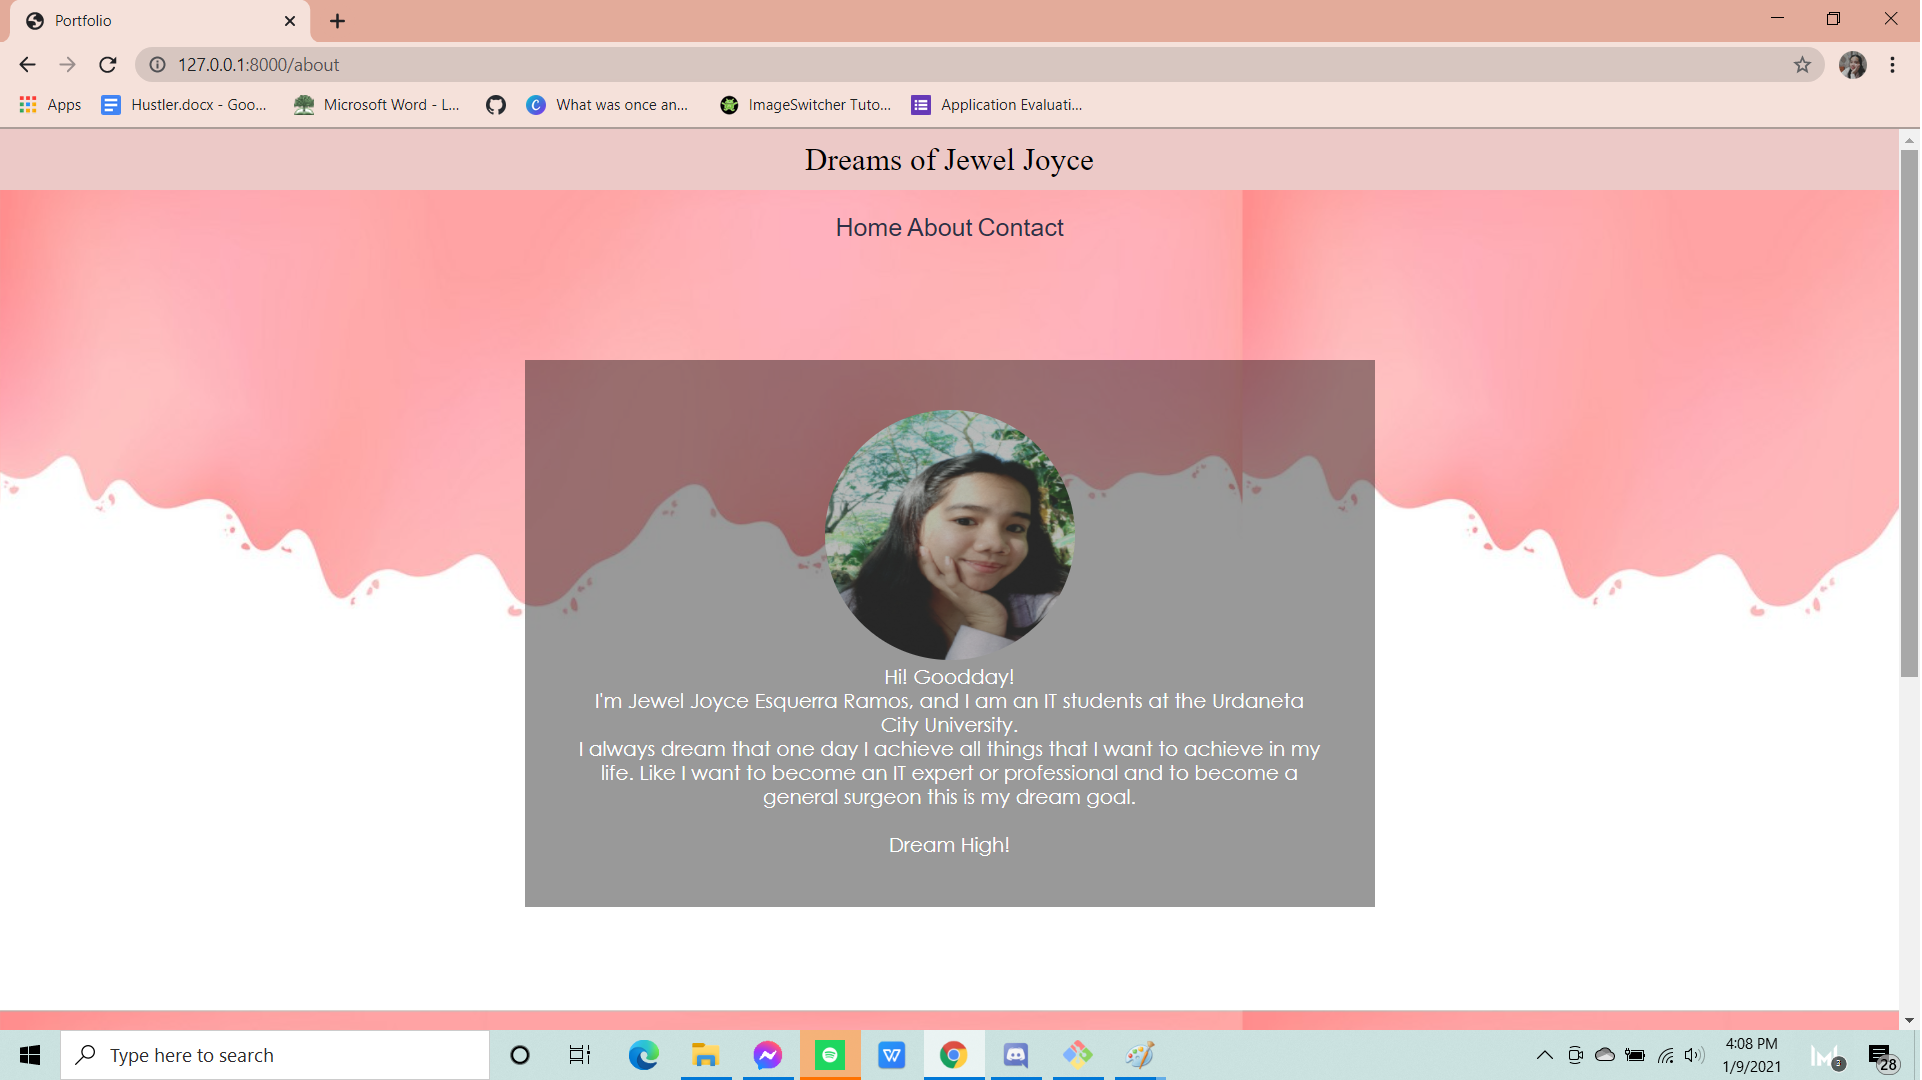 Portfolio
127.0.0.1:8000/about
Apps
Hustler.docx - Goo...
Microsoft Word - L...
What was once an...
ImageSwitcher Tuto...
Application Evaluati...
Dreams of Jewel Joyce
Home About Contact
Hi! Goodday!
I'm Jewel Joyce Esquerra Ramos, and I am an IT students at the Urdaneta
City University.
I always dream that one day I achieve all things that I want to achieve in my
life. Like I want to become an IT expert or professional and to become a
general surgeon this is my dream goal.
Dream High!
Type here to search
4:08 PM
1/9/2021
3
28